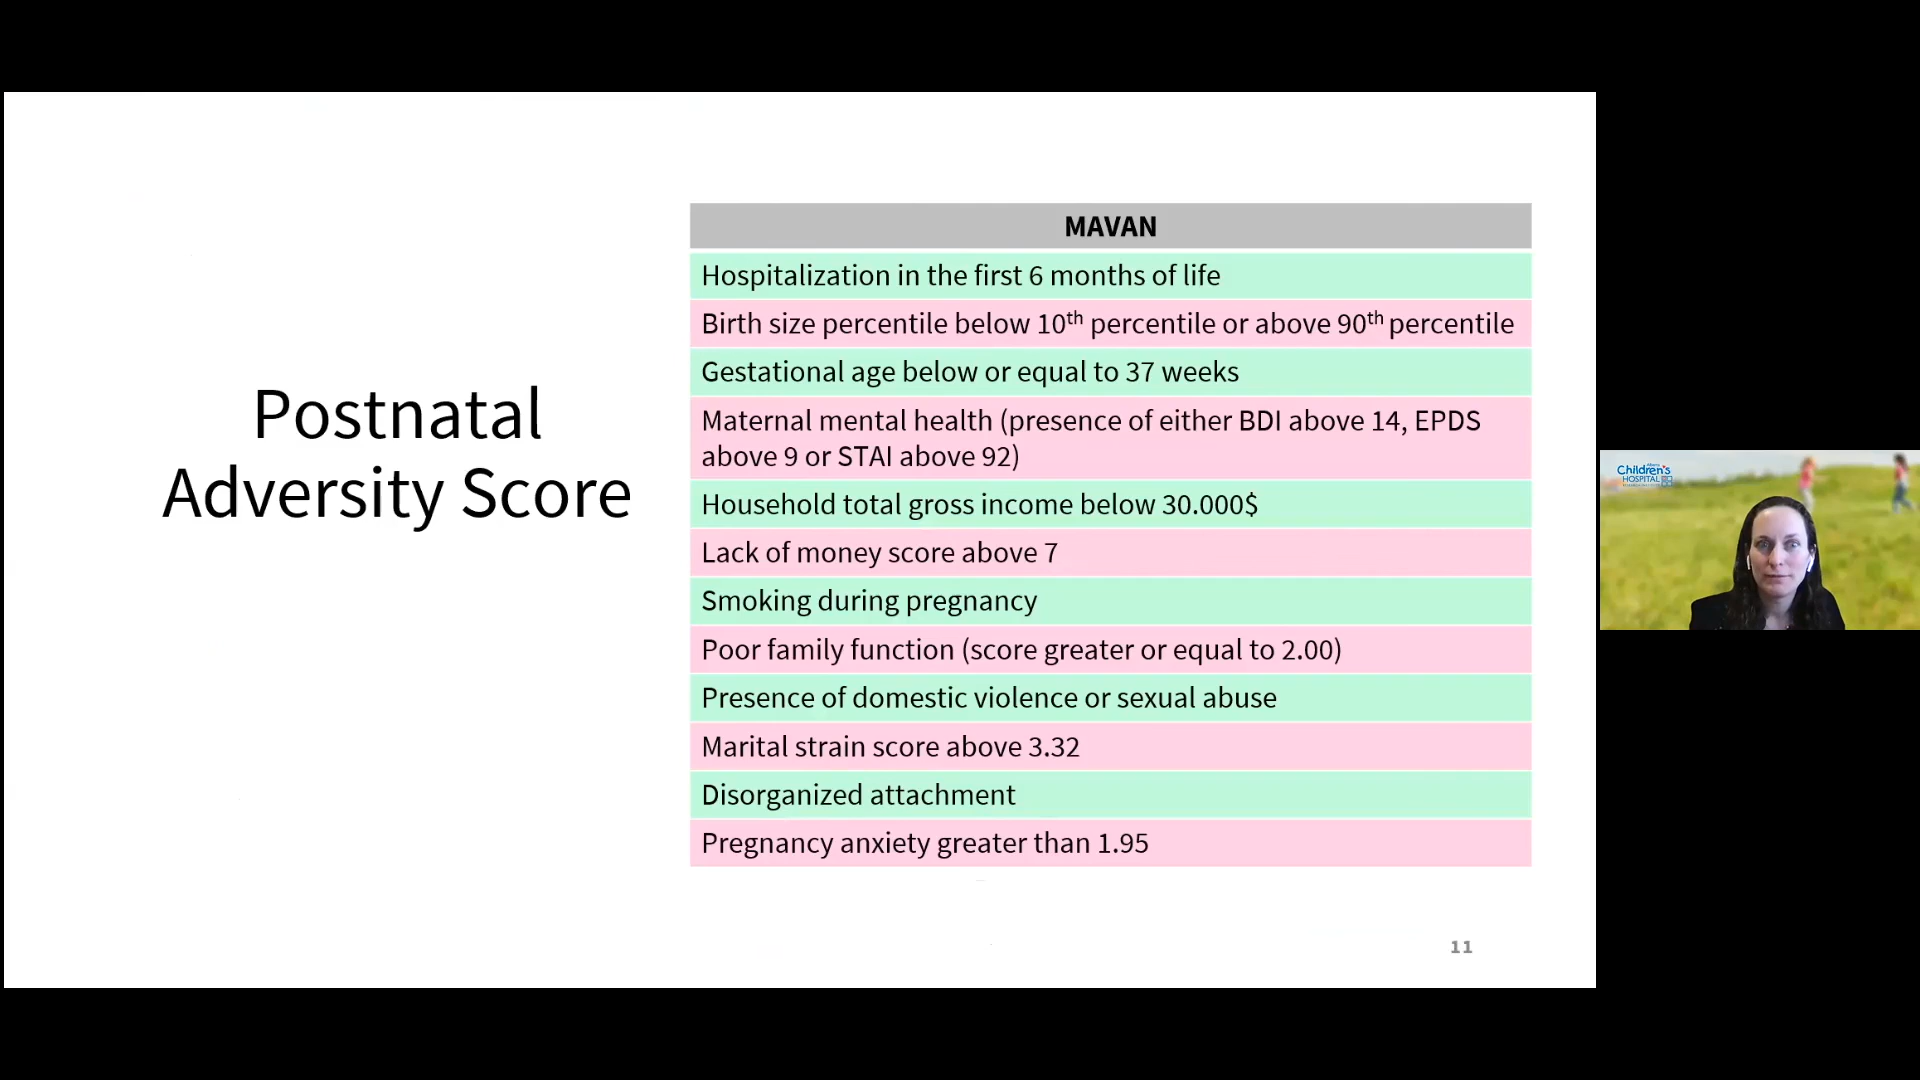 Postnatal
Adversity Score
MAVAN
Hospitalization in the first 6 months of life
Birth size percentile below 10th percentile or above 90th percentile
Gestational age below or equal to 37 weeks
Maternal mental health (presence of either BDI above 14, EPDS
above 9 or STAI above 92)
Household total gross income below 30.000$
Lack of money score above 7
Smoking during pregnancy
Poor family function (score greater or equal to 2.00)
Presence of domestic violence or sexual abuse
Marital strain score above 3.32
Disorganized attachment
Pregnancy anxiety greater than 1.95
11
Children's
HOSPITAL